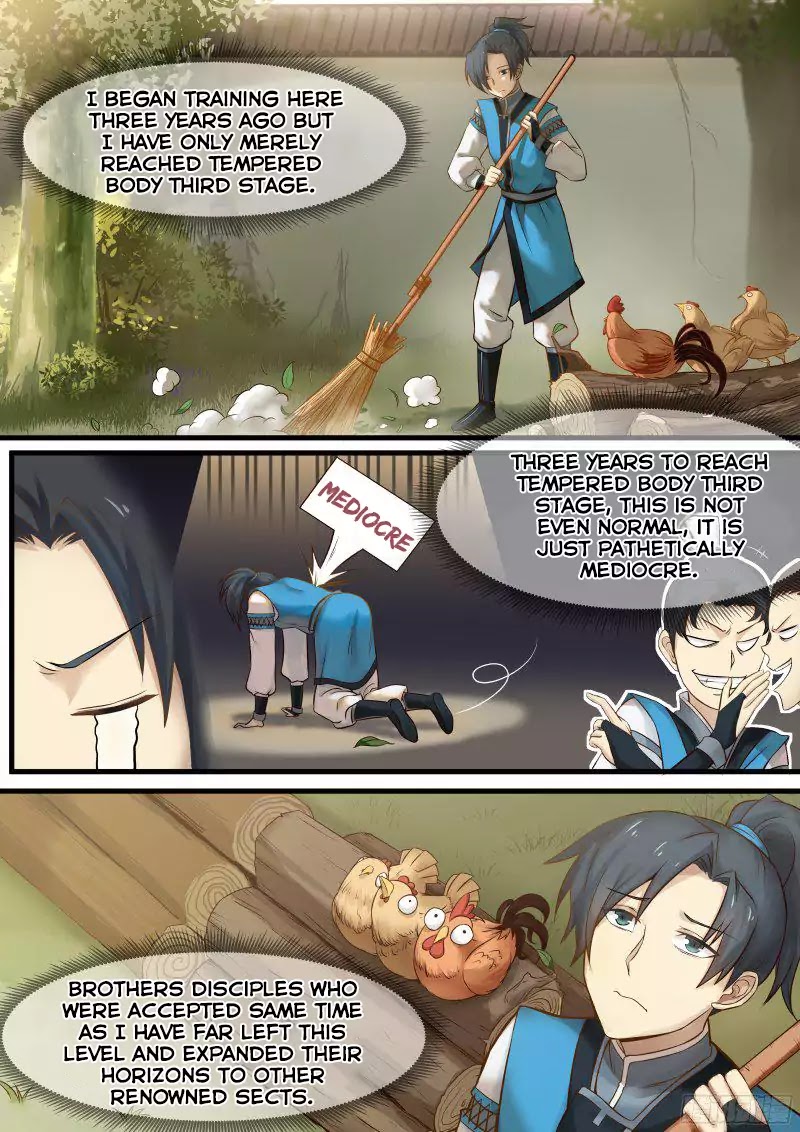 I BEGAN TRAINING HERE
THREE YEARS AGO BUT
I HAVE ONLY MERELY
REACHED TEMPERED
BODY THIRD STAGE.
THREE YEARS TO REACH
TEMPERED BODY THIRD
STAGE, THIS IS NOT
EVEN NORMAL, IT IS
JUST PATHETICALLY
MEDIOCRE.
MEDIOCRE
BROTHERS DISCIPLES WHO
WERE ACCEPTED SAME TIME
AS I HAVE FAR LEFT THIS
LEVEL AND EXPANDED THEIR
HORIZONS TO OTHER
RENOWNED SECTS.